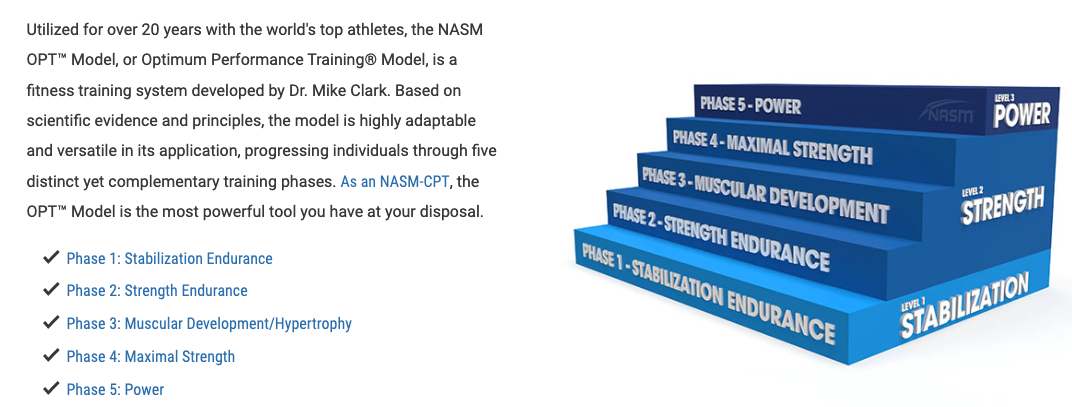 Utilized for over 20 years with the world's top athletes, the NASM
OPT™ Model, or Optimum Performance Training® Model, is a
fitness training system developed by Dr. Mike Clark. Based on
scientific evidence and principles, the model is highly adaptable
and versatile in its application, progressing individuals through five
distinct yet complementary training phases. As an NASM-CPT, the
OPT™ Model is the most powerful tool you have at your disposal.
Phase 1: Stabilization Endurance
Phase 2: Strength Endurance
Phase 3: Muscular Development/Hypertrophy
Phase 4: Maximal Strength
Phase 5: Power
PHASE 5 - POWER
NASM
LEVEL 3
POWER
PHASE 4 - MAXIMAL STRENGTH
PHASE 3 - MUSCULAR DEVELOPMENT
LEVEL 2
STRENGTH
PHASE 2 - STRENGTH ENDURANCE
PHASE 1 - STABILIZATION ENDURANCE
LEVEL 1
STABILIZATION